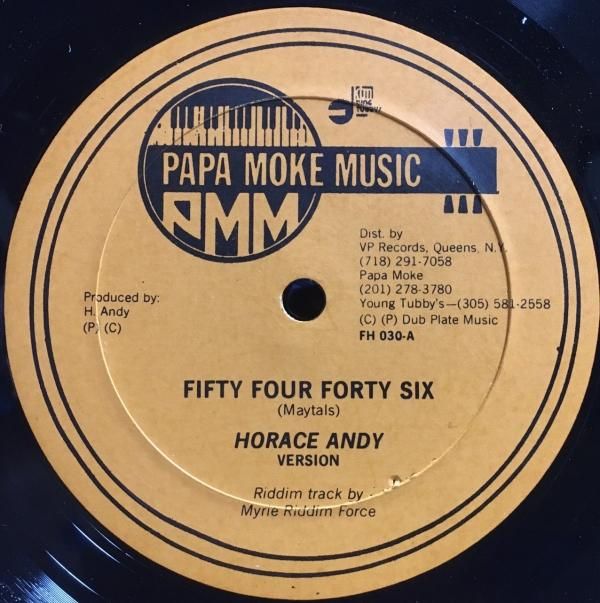 PAPA MOKE MUSIC
PMM
Dist. by
VP Records, Queens, N.Y.
(718) 291-7058
Papa Moke
(201) 278-3780
Young Tubby's—(305) 581-2558
(C) (P) Dub Plate Music
FH 030-A
Produced by:
H. Andy
(P) (C)
FIFTY FOUR FORTY SIX
(Maytals)
HORACE ANDY
VERSION
Riddim track by
Myrie Riddim Force